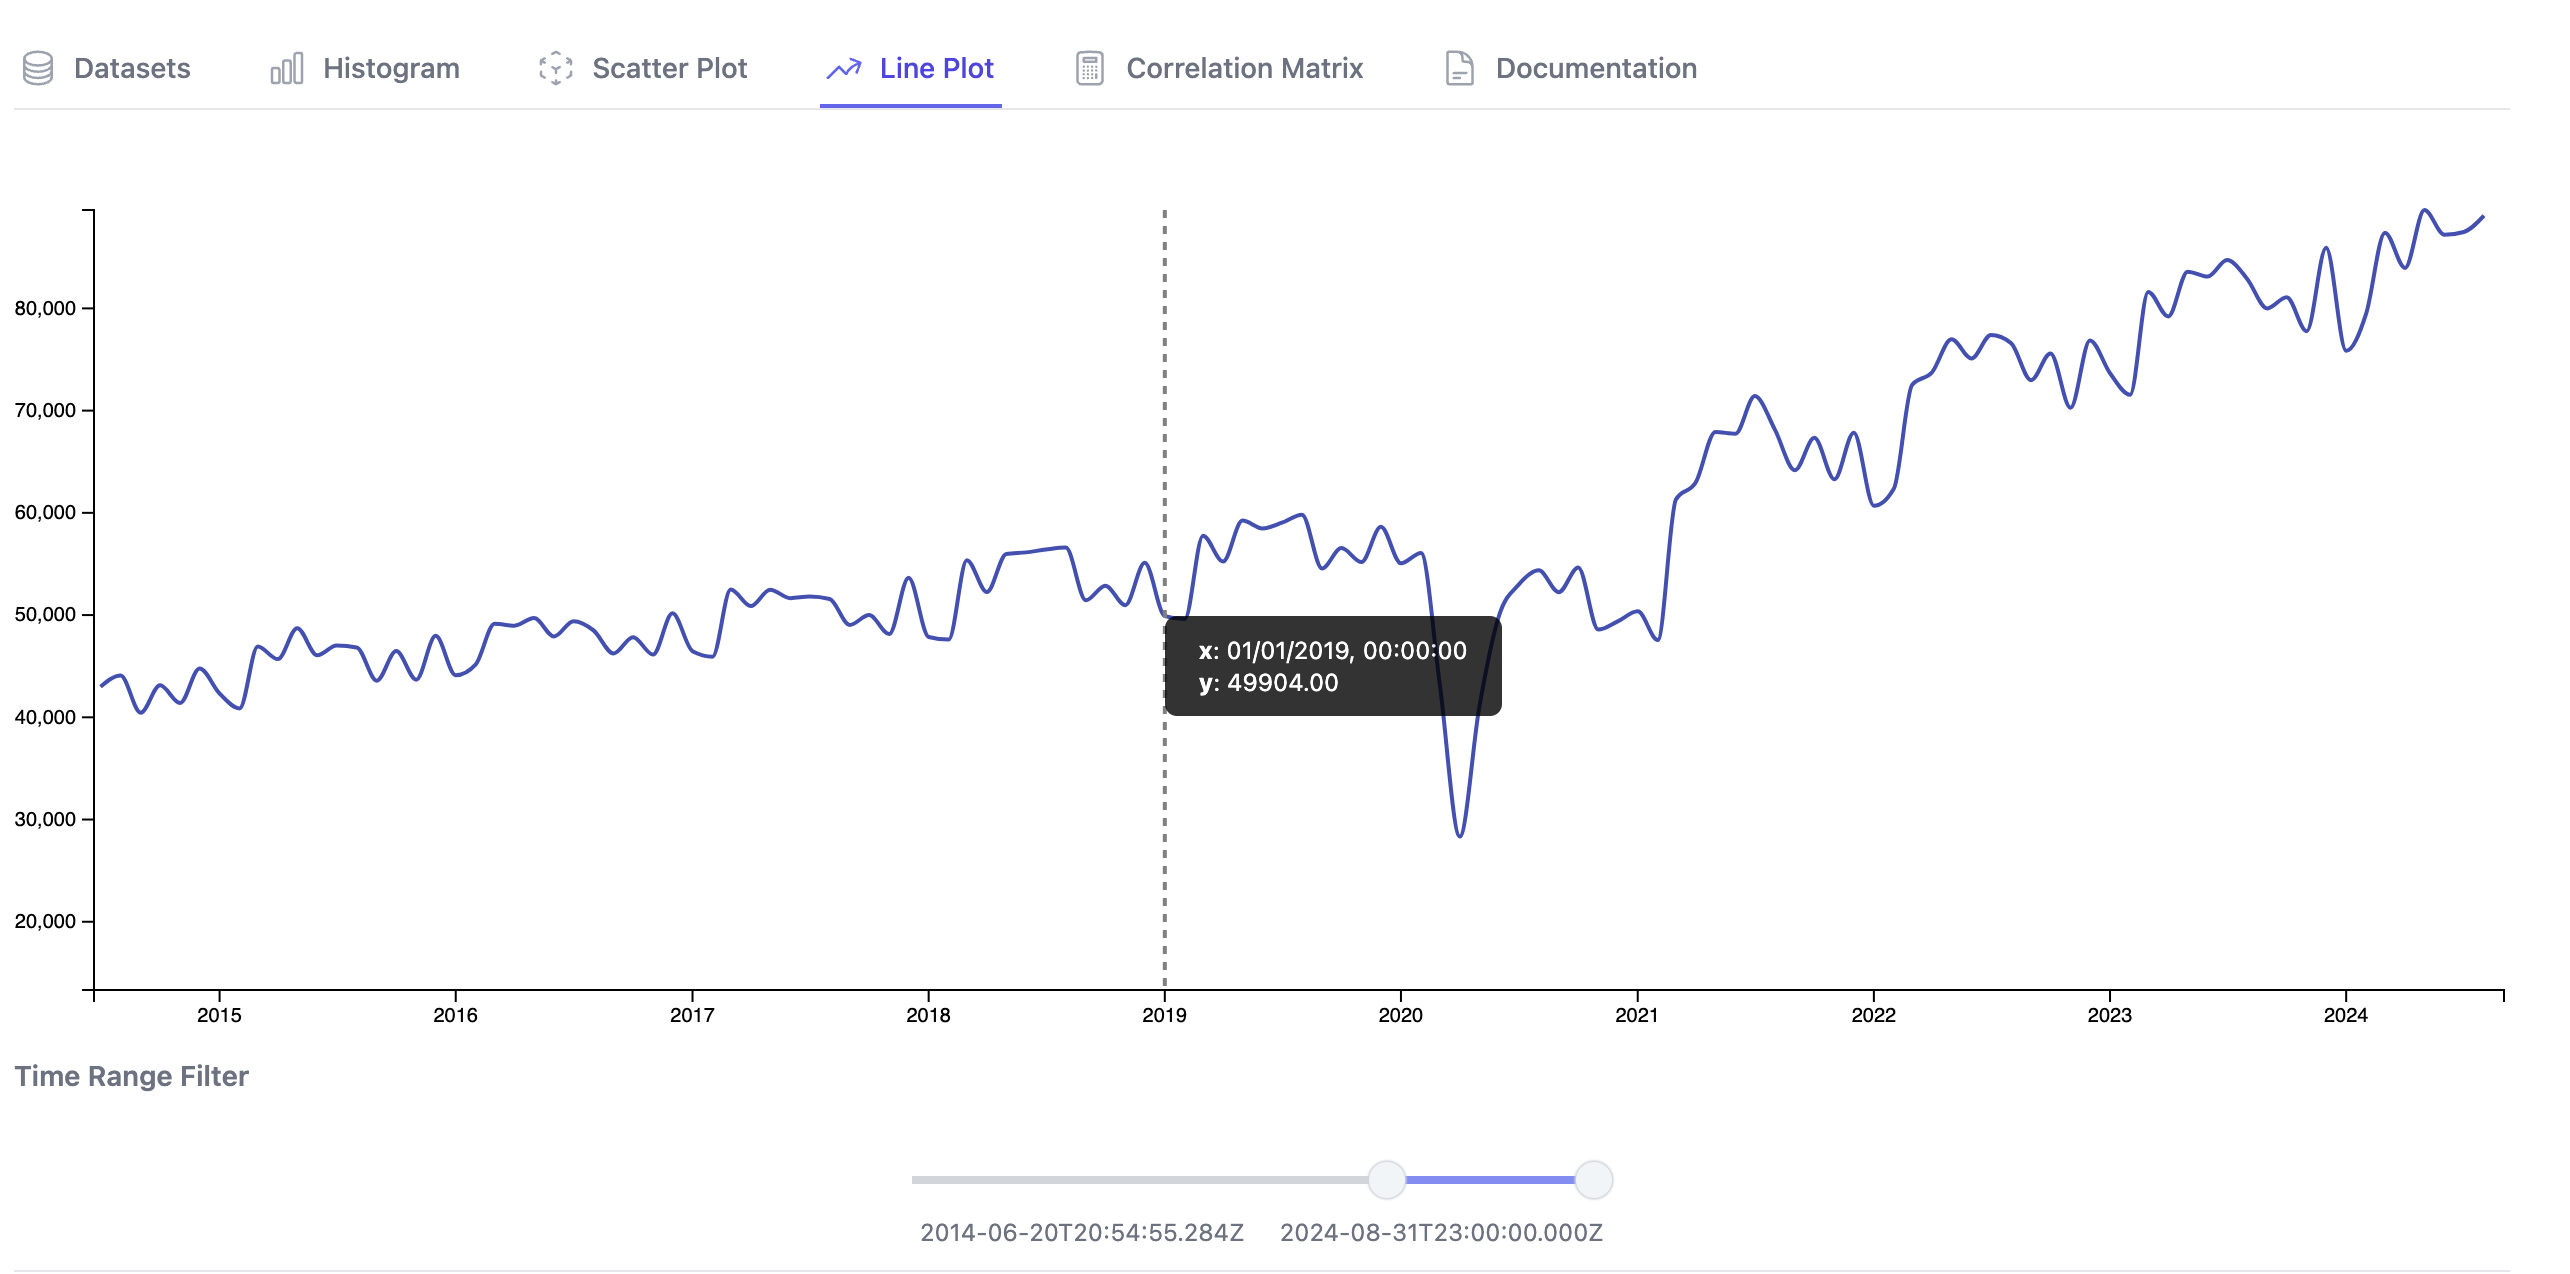 Datasets Histogram Scatter Plot Line Plot Correlation Matrix Documentation
80,000
70,000
60,000
50,000
40,000
30,000
20,000
x: 01/01/2019, 00:00:00
y: 49904.00
2015 2016 2017 2018 2019 2020 2021 2022 2023 2024
Time Range Filter
2014-06-20T20:54:55.284Z 2024-08-31T23:00:00.000Z